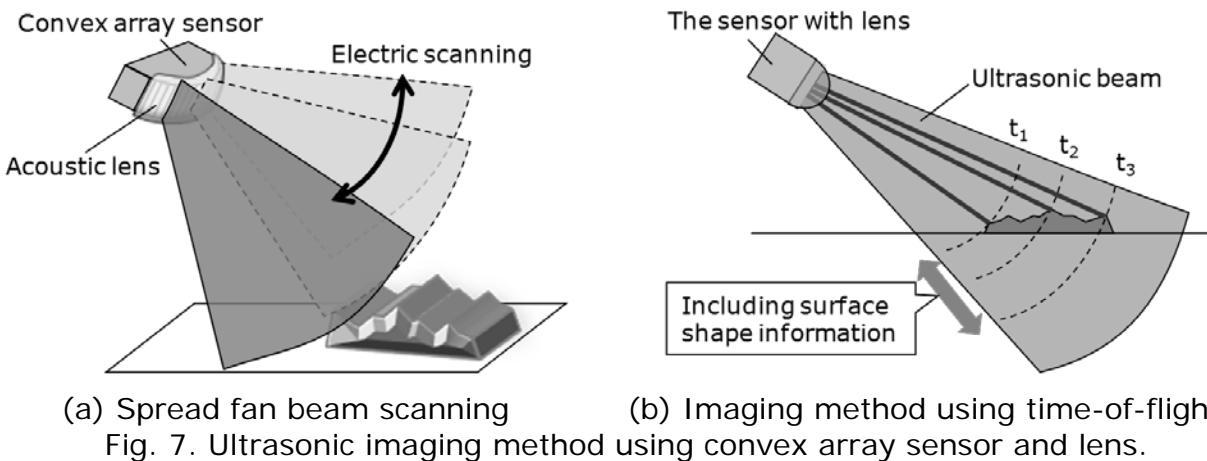 Convex array sensor
Electric scanning
Acoustic lens
The sensor with lens
Ultrasonic beam
t1
t2
t3
Including surface
shape information
(a) Spread fan beam scanning
(b) Imaging method using time-of-fligh
Fig. 7. Ultrasonic imaging method using convex array sensor and lens.